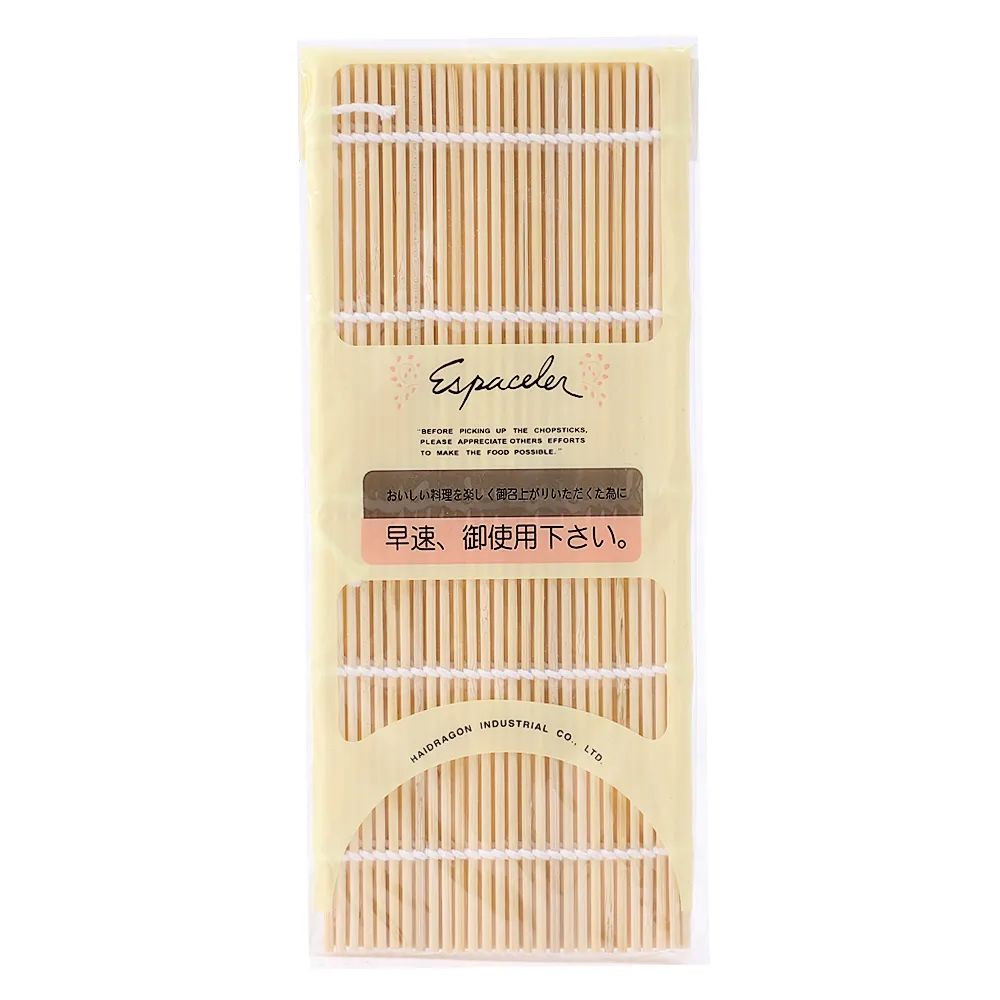 Espaceler
"BEFORE PICKING UP THE CHOPSTICKS,
PLEASE APPRECIATE OTHERS EFFORTS
TO MAKE THE FOOD POSSIBLE."
おいしい料理を楽しく御召上がりいただくた為に
早速、御使用下さい。
HAIDRAGON INDUSTRIAL CO., LTD.